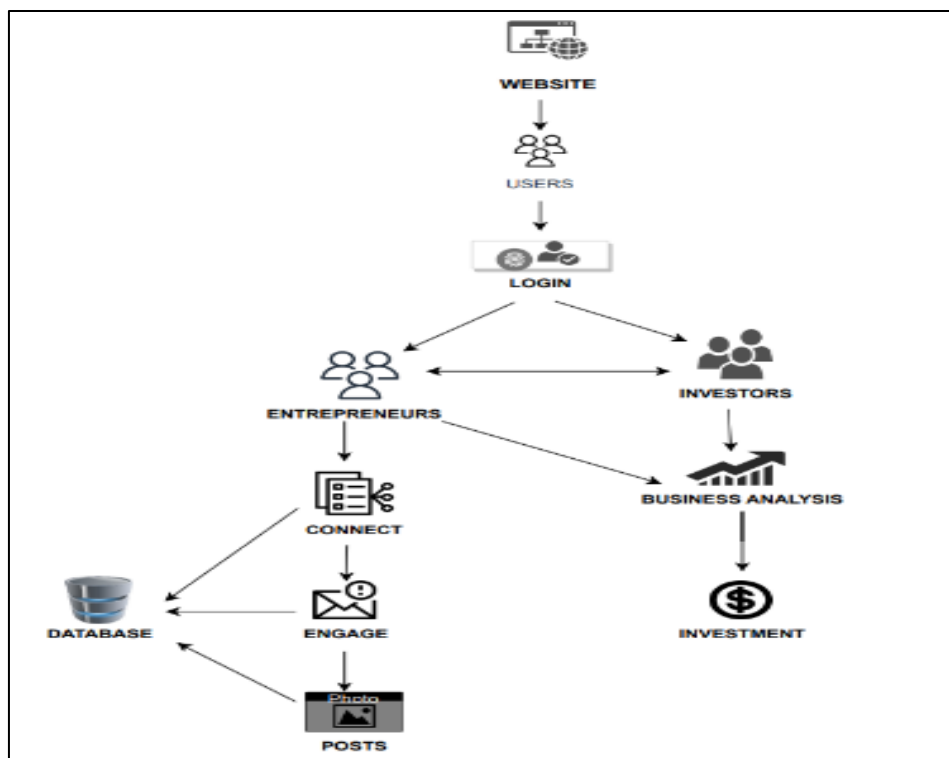 WEBSITE
USERS
LOGIN
INVESTORS
ENTREPRENEURS
BUSINESS ANALYSIS
CONNECT
DATABASE
ENGAGE
INVESTMENT
Photo
POSTS